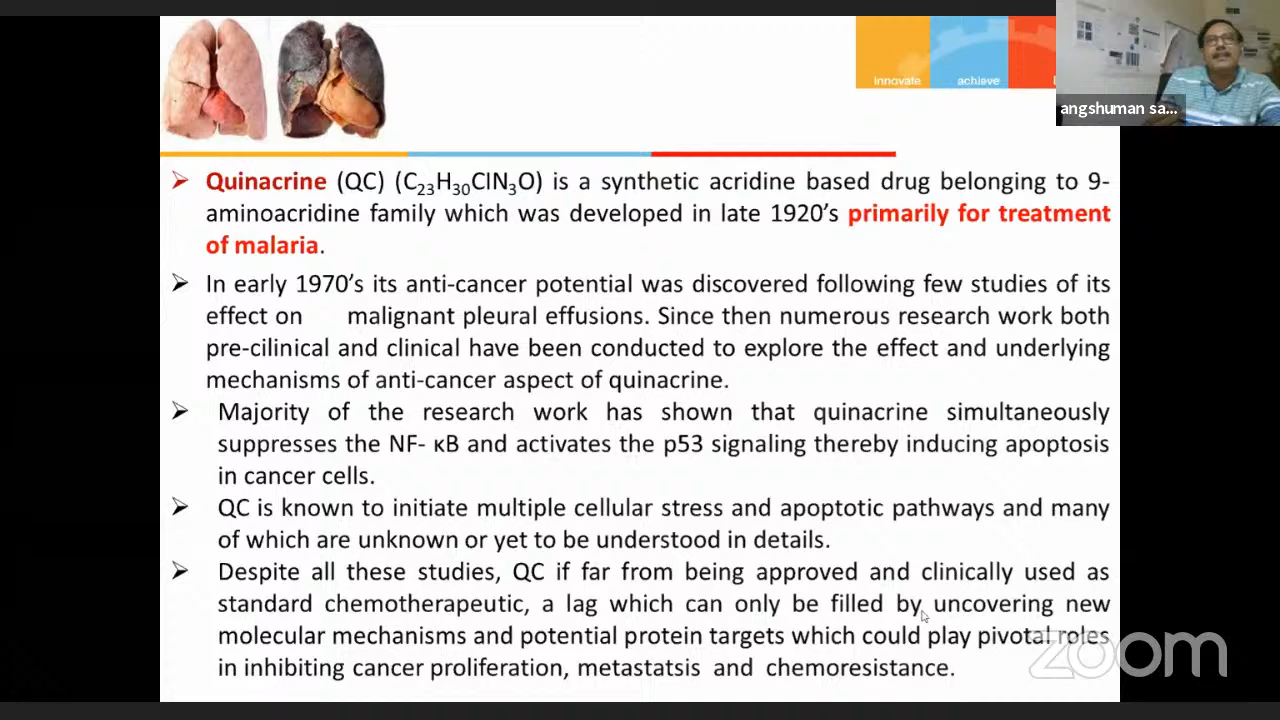 innovate achieve
angshuman sa...
➢ Quinacrine (QC) (C₂₃H₃₀ClN₃O) is a synthetic acridine based drug belonging to 9-
aminoacridine family which was developed in late 1920’s primarily for treatment
of malaria.
➢ In early 1970’s its anti-cancer potential was discovered following few studies of its
effect on malignant pleural effusions. Since then numerous research work both
pre-cilinical and clinical have been conducted to explore the effect and underlying
mechanisms of anti-cancer aspect of quinacrine.
➢ Majority of the research work has shown that quinacrine simultaneously
suppresses the NF- κB and activates the p53 signaling thereby inducing apoptosis
in cancer cells.
➢ QC is known to initiate multiple cellular stress and apoptotic pathways and many
of which are unknown or yet to be understood in details.
➢ Despite all these studies, QC if far from being approved and clinically used as
standard chemotherapeutic, a lag which can only be filled by uncovering new
molecular mechanisms and potential protein targets which could play pivotal roles
in inhibiting cancer proliferation, metastatsis and chemoresistance.
zoom